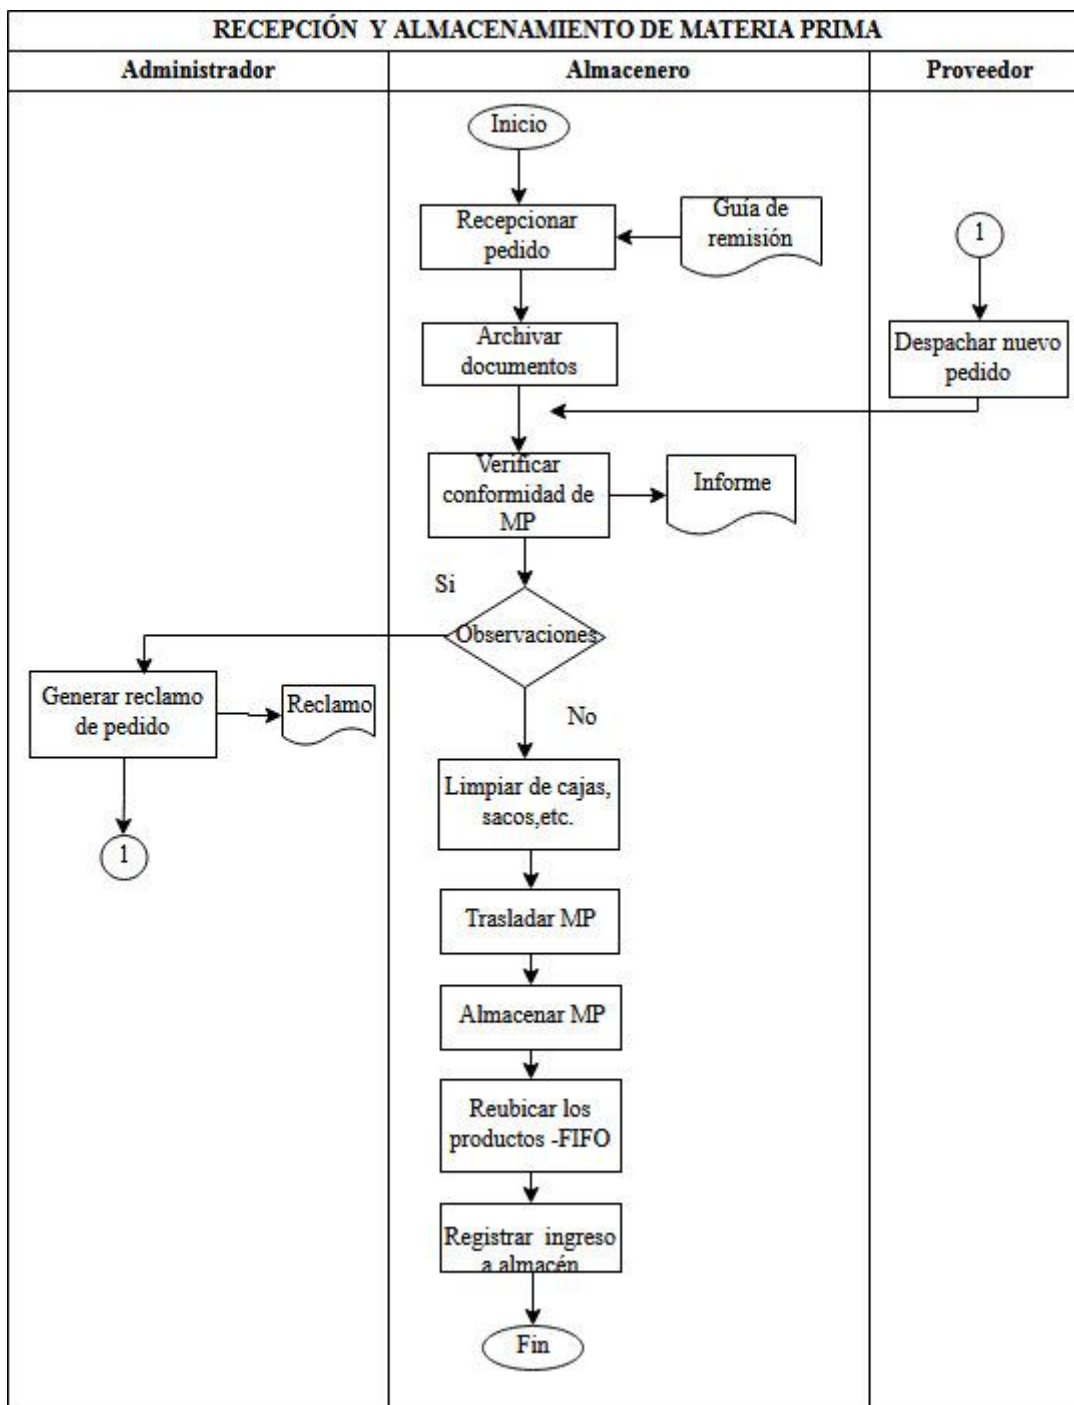 RECEPCIÓN Y ALMACENAMIENTO DE MATERIA PRIMA
Administrador
Almacenero
Proveedor
Inicio
Recepcionar
pedido
Guía de
remisión
1
Archivar
documentos
Despachar nuevo
pedido
Verificar
conformidad de
MP
Informe
Si
Observaciones
Generar reclamo
de pedido
Reclamo
No
1
Limpiar de cajas,
sacos,etc.
Trasladar MP
Almacenar MP
Reubicar los
productos -FIFO
Registrar ingreso
a almacén
Fin